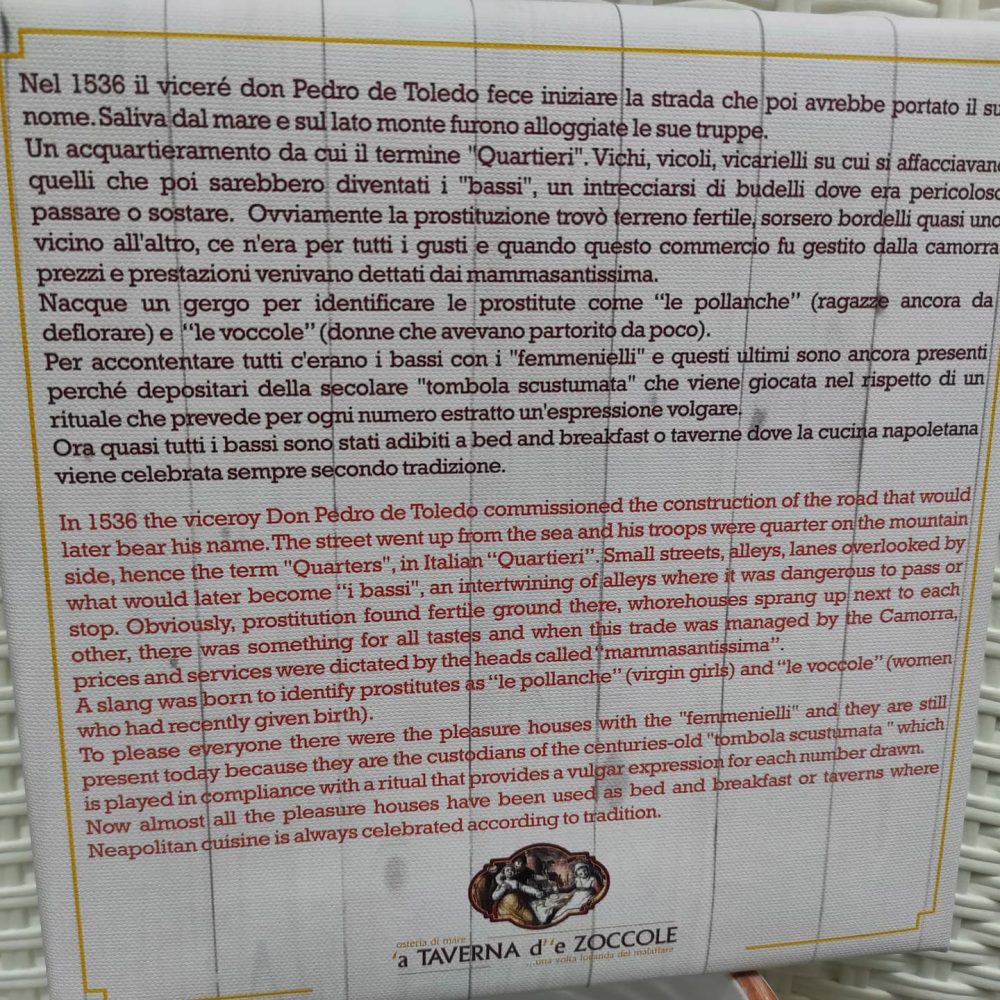 Nel 1536 il viceré don Pedro de Toledo fece iniziare la strada che poi avrebbe portato il su
nome. Saliva dal mare e sul lato monte furono alloggiate le sue truppe.
Un acquartieramento da cui il termine "Quartieri". Vichi, vicoli, vicarielli su cui si affacciavano
quelli che poi sarebbero diventati i "bassi", un intrecciarsi di budelli dove era pericoloso
passare o sostare. Ovviamente la prostituzione trovò terreno fertile, sorsero bordelli quasi uno
vicino all'altro, ce n'era per tutti i gusti e quando questo commercio fu gestito dalla camorra
prezzi e prestazioni venivano dettati dai mammasantissima.
Nacque un gergo per identificare le prostitute come “le pollanche” (ragazze ancora da
deflorare) e “le voccole” (donne che avevano partorito da poco).
Per accontentare tutti c'erano i bassi con i "femmenielli" e questi ultimi sono ancora presenti
perché depositari della secolare "tombola scustumata" che viene giocata nel rispetto di un
rituale che prevede per ogni numero estratto un'espressione volgare.
Ora quasi tutti i bassi sono stati adibiti a bed and breakfast o taverne dove la cucina napoletana
viene celebrata sempre secondo tradizione.
In 1536 the viceroy Don Pedro de Toledo commissioned the construction of the road that would
later bear his name. The street went up from the sea and his troops were quarter on the mountain
side, hence the term "Quarters", in Italian “Quartieri”. Small streets, alleys, lanes overlooked by
what would later become “i bassi”, an intertwining of alleys where it was dangerous to pass or
stop. Obviously, prostitution found fertile ground there, whorehouses sprang up next to each
other, there was something for all tastes and when this trade was managed by the Camorra,
prices and services were dictated by the heads called “mammasantissima”.
A slang was born to identify prostitutes as “le pollanche” (virgin girls) and “le voccole” (women
who had recently given birth).
To please everyone there were the pleasure houses with the "femmenielli" and they are still
present today because they are the custodians of the centuries-old "tombola scustumata" which
is played in compliance with a ritual that provides a vulgar expression for each number drawn.
Now almost all the pleasure houses have been used as bed and breakfast or taverns where
Neapolitan cuisine is always celebrated according to tradition.
osteria di mare
'a TAVERNA d''e ZOCCOLE
...una volta locanda del malaffare